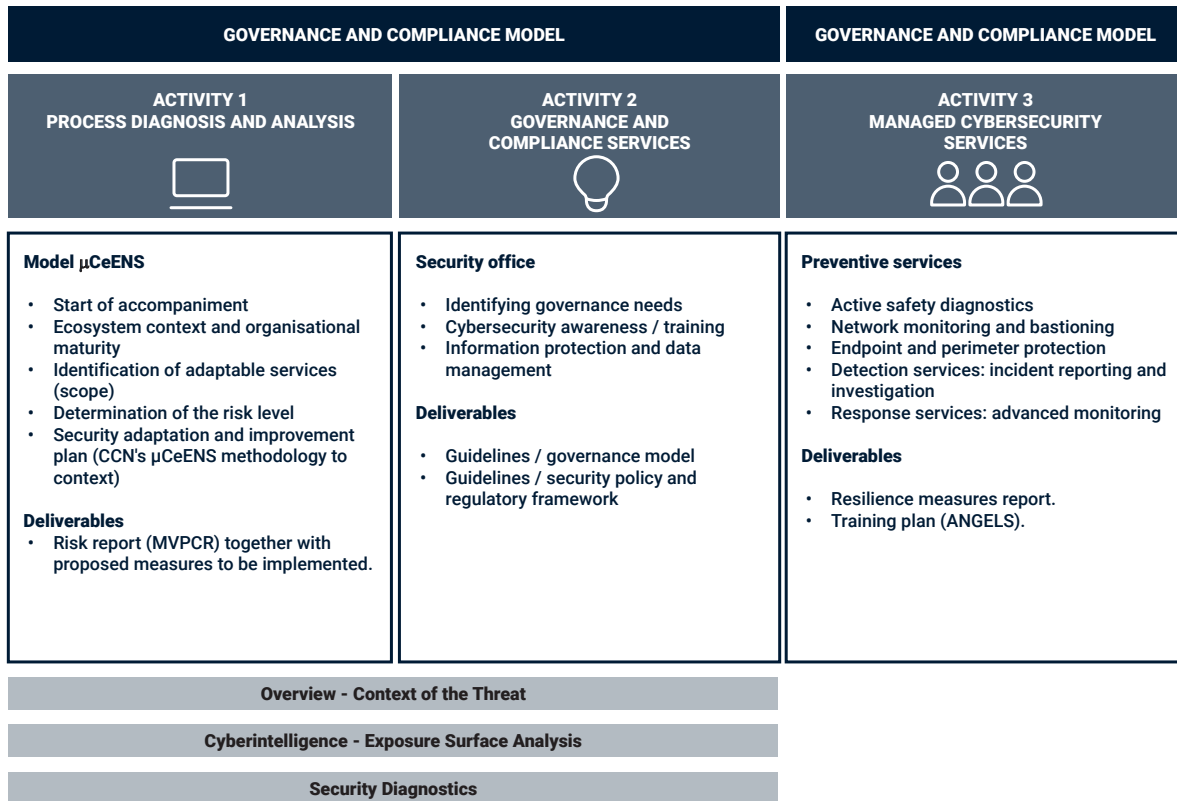 GOVERNANCE AND COMPLIANCE MODEL
GOVERNANCE AND COMPLIANCE MODEL
ACTIVITY 1
PROCESS DIAGNOSIS AND ANALYSIS
ACTIVITY 2
GOVERNANCE AND
COMPLIANCE SERVICES
ACTIVITY 3
MANAGED CYBERSECURITY
SERVICES
Model µCeENS
• Start of accompaniment
• Ecosystem context and organisational
maturity
• Identification of adaptable services
(scope)
• Determination of the risk level
• Security adaptation and improvement
plan (CCN's µCeENS methodology to
context)
Deliverables
• Risk report (MVPCR) together with
proposed measures to be implemented.
Security office
• Identifying governance needs
• Cybersecurity awareness / training
• Information protection and data
management
Deliverables
• Guidelines / governance model
• Guidelines / security policy and
regulatory framework
Preventive services
• Active safety diagnostics
• Network monitoring and bastioning
• Endpoint and perimeter protection
• Detection services: incident reporting and
investigation
• Response services: advanced monitoring
Deliverables
• Resilience measures report.
• Training plan (ANGELS).
Overview - Context of the Threat
Cyberintelligence - Exposure Surface Analysis
Security Diagnostics